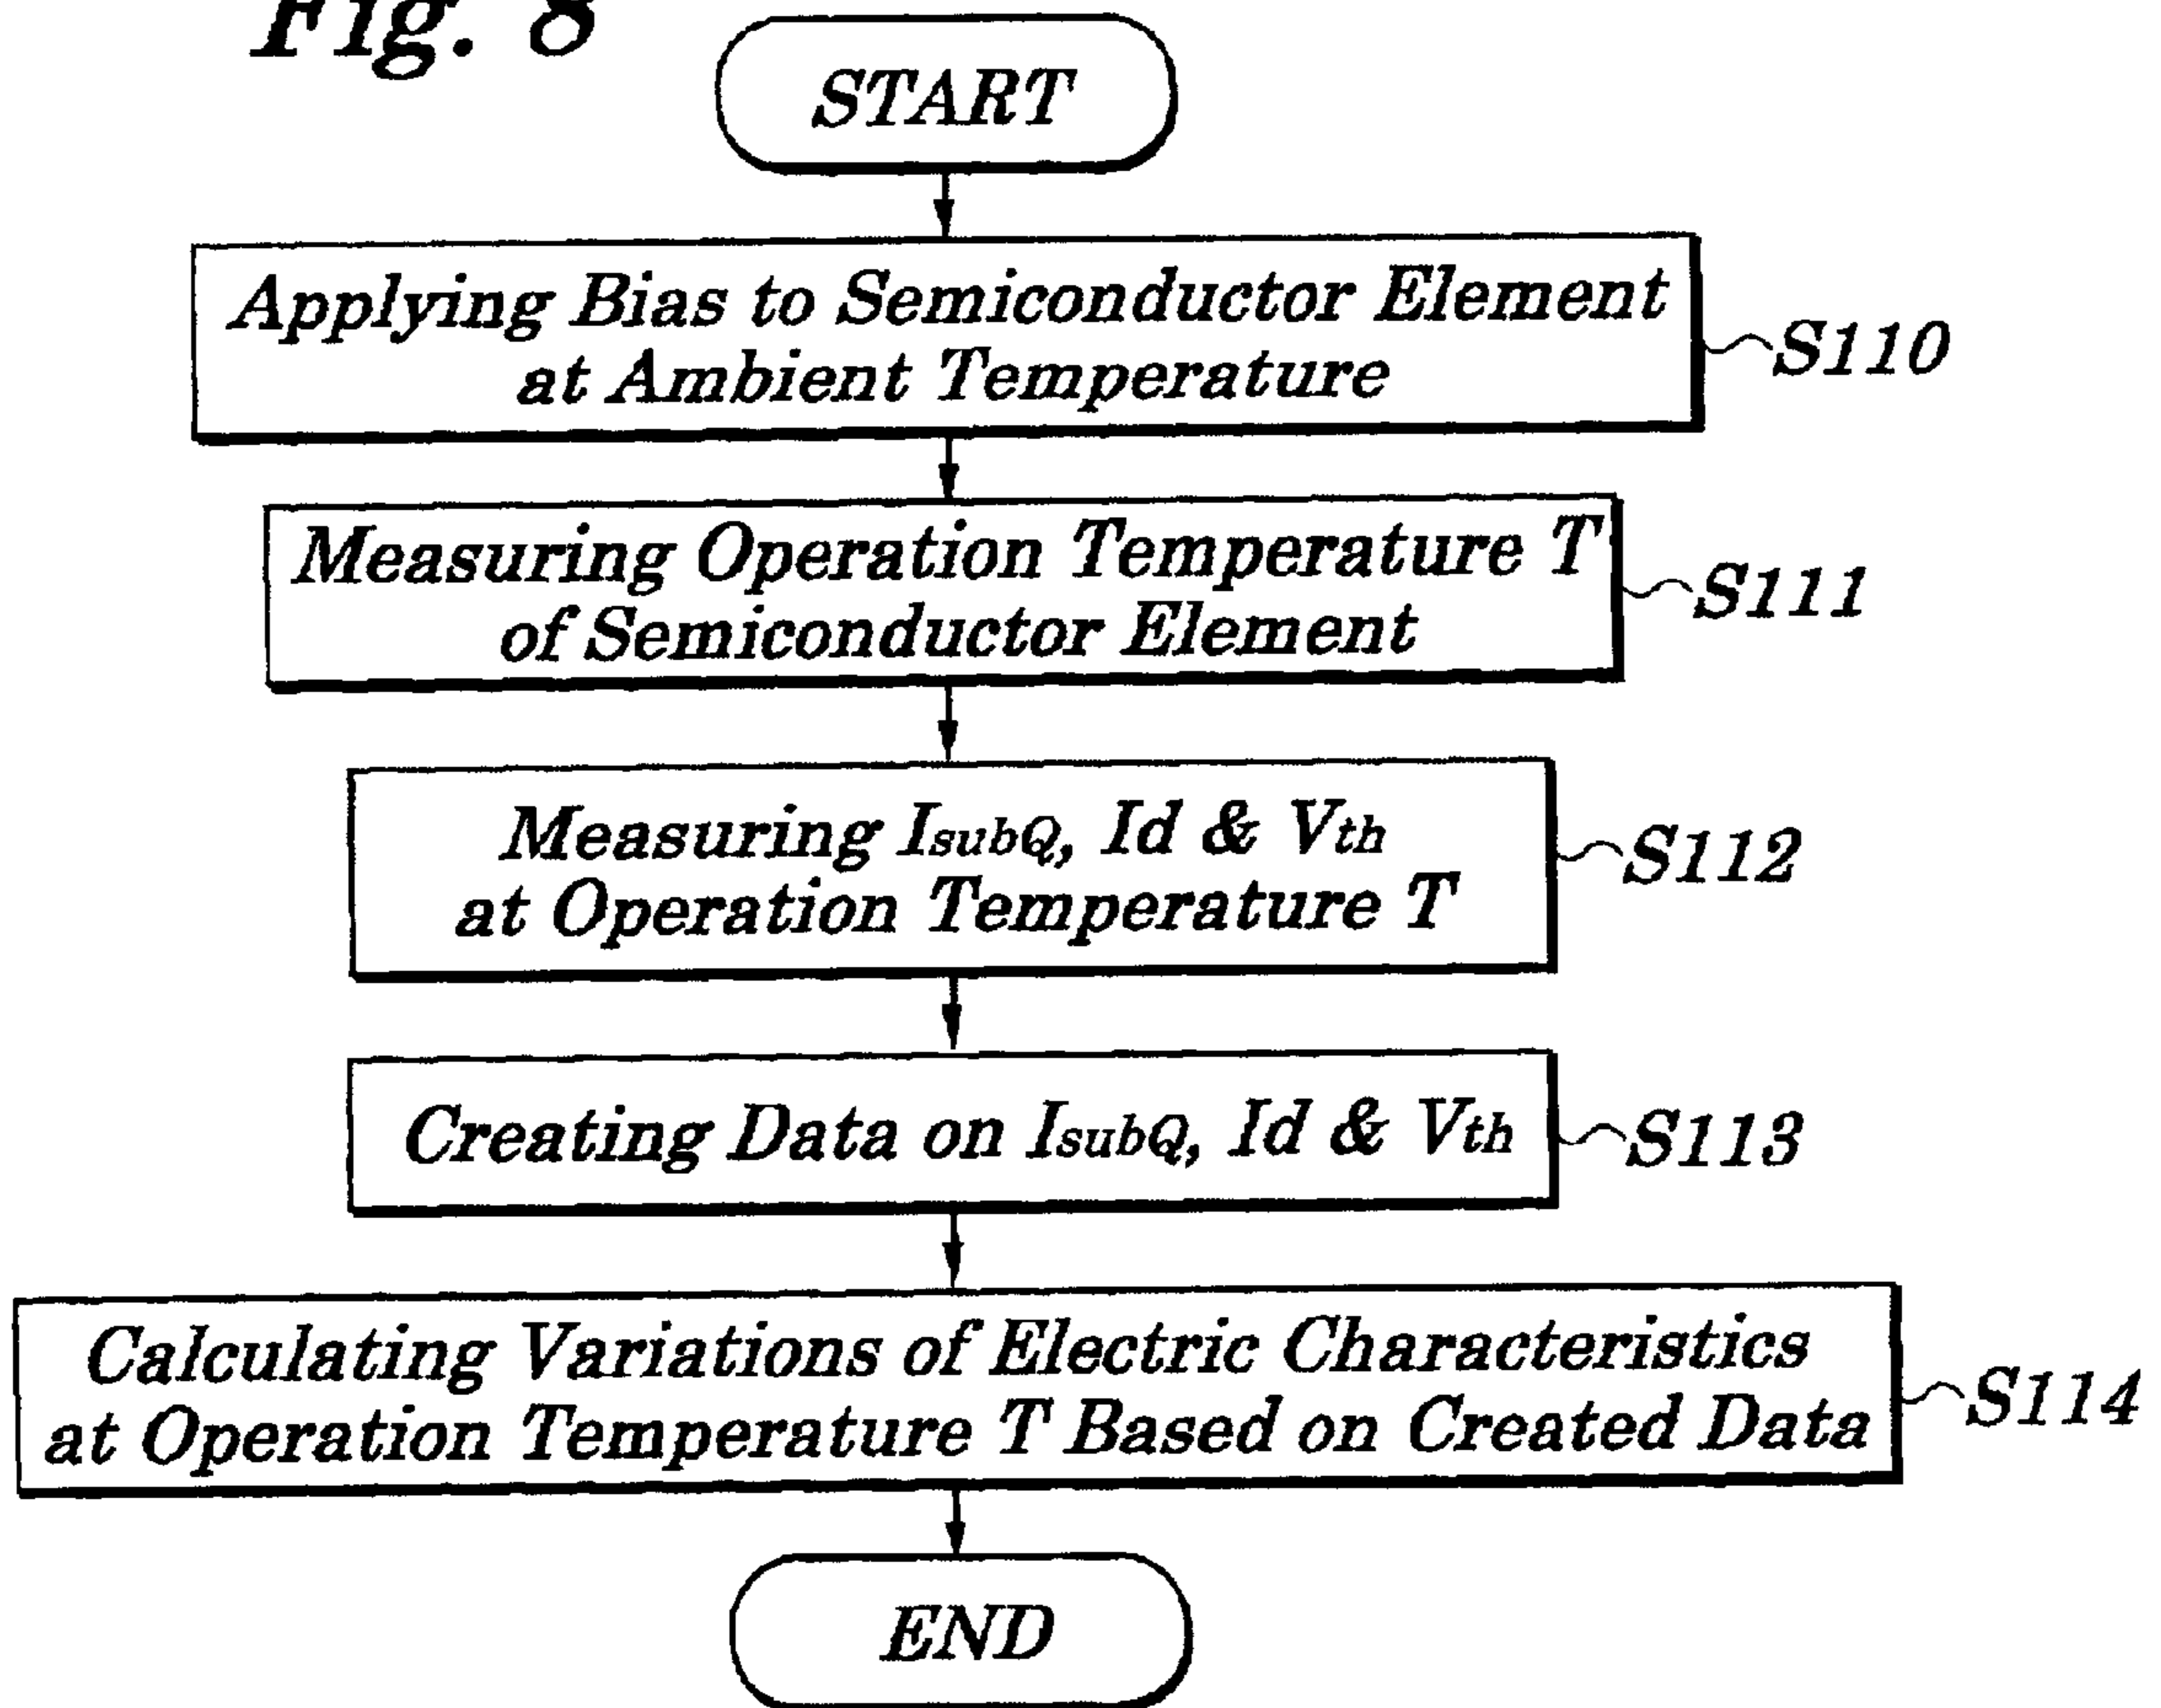 Fig. 8
START
Applying Bias to Semiconductor Element
at Ambient Temperature
S110
Measuring Operation Temperature T
of Semiconductor Element
S111
Measuring IsubQ, Id & Vth
at Operation Temperature T
S112
Creating Data on IsubQ, Id & Vth
S113
Calculating Variations of Electric Characteristics
at Operation Temperature T Based on Created Data
S114
END